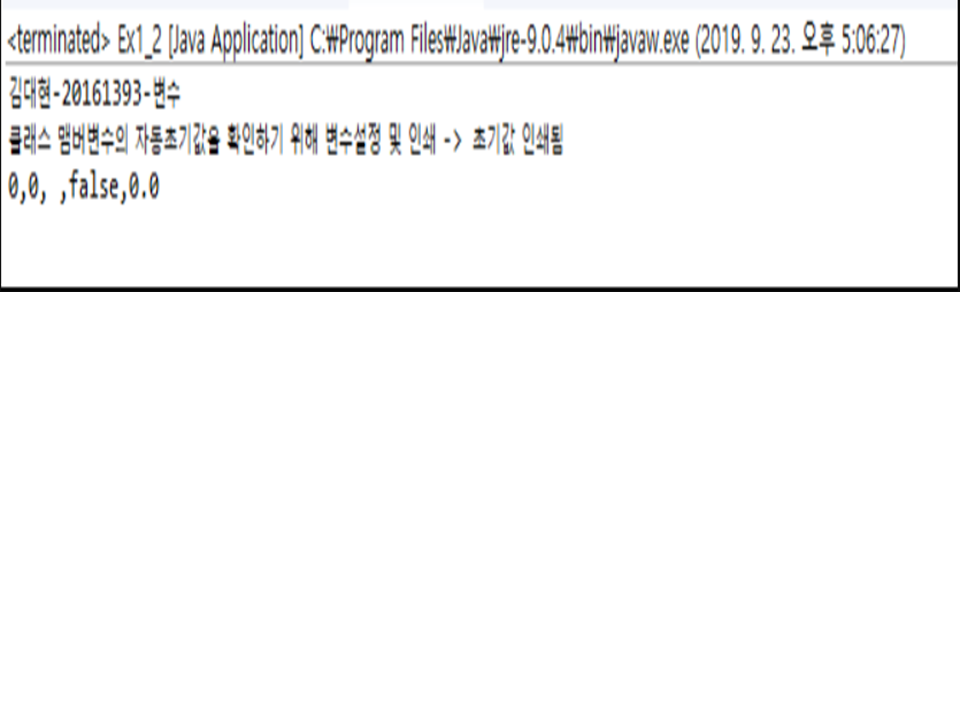 <terminated> Ex1_2 [Java Application] C:₩Program Files₩Java₩jre-9.0.4₩bin₩javaw.exe (2019. 9. 23. 오후 5:06:27)
김대현-20161393-변수
클래스 맴버변수의 자동초기값을 확인하기 위해 변수설정 및 인쇄 -> 초기값 인쇄됨
0,0, ,false,0.0